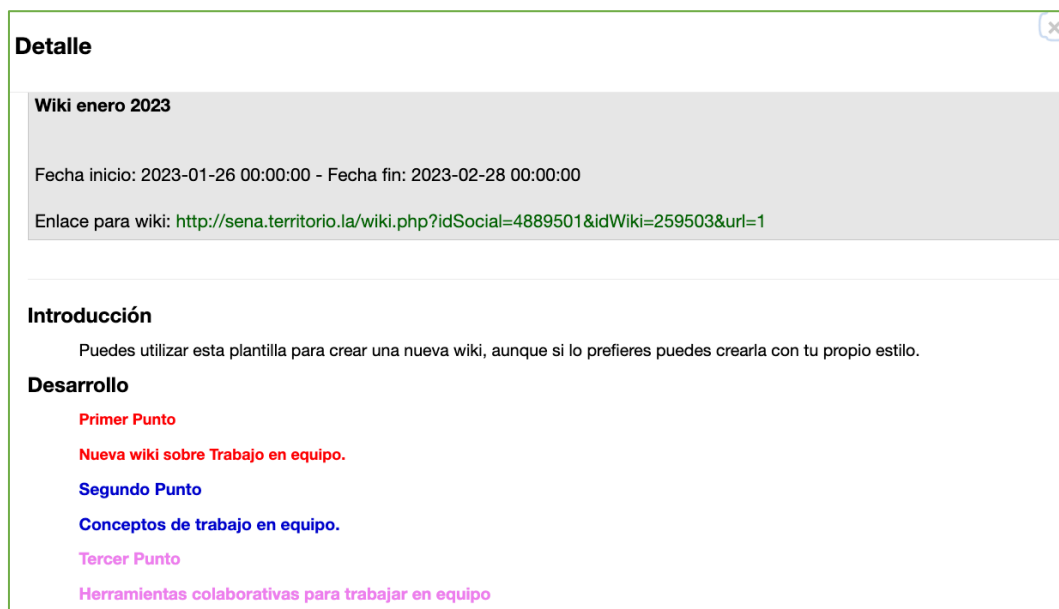 Detalle
Wiki enero 2023
Fecha inicio: 2023-01-26 00:00:00 - Fecha fin: 2023-02-28 00:00:00
Enlace para wiki: http://sena.territorio.la/wiki.php?idSocial=4889501&idWiki=259503&url=1
Introducción
Puedes utilizar esta plantilla para crear una nueva wiki, aunque si lo prefieres puedes crearla con tu propio estilo.
Desarrollo
Primer Punto
Nueva wiki sobre Trabajo en equipo.
Segundo Punto
Conceptos de trabajo en equipo.
Tercer Punto
Herramientas colaborativas para trabajar en equipo